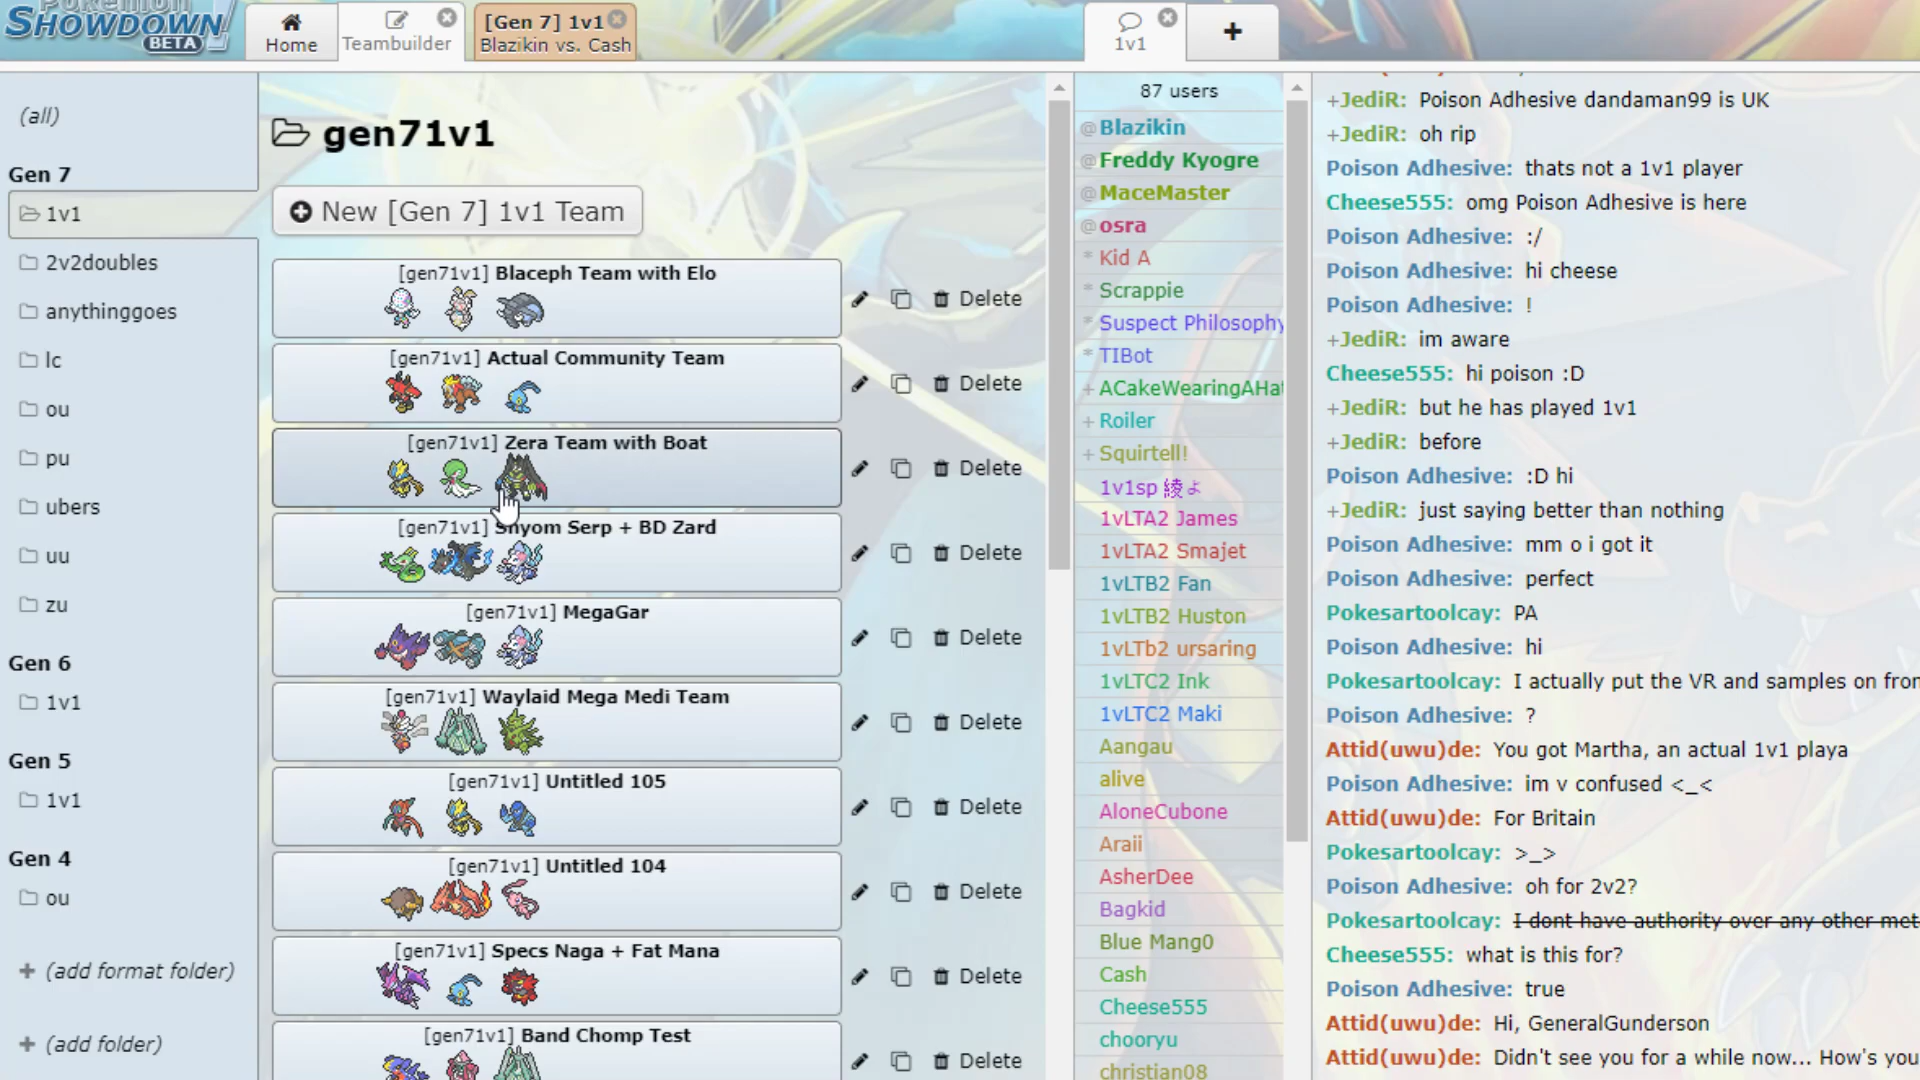 Pokémon
SHOWDOWN!
BETA
Home
Teambuilder
[Gen 7] 1v1
Blazikin vs. Cash
1v1
(all)
Gen 7
1v1
2v2doubles
anythinggoes
lc
ou
pu
ubers
uu
zu
Gen 6
1v1
Gen 5
1v1
Gen 4
ou
(add format folder)
(add folder)
gen71v1
New [Gen 7] 1v1 Team
[gen71v1] Blaceph Team with Elo
Delete
[gen71v1] Actual Community Team
Delete
[gen71v1] Zera Team with Boat
Delete
[gen71v1] Shyom Serp + BD Zard
Delete
[gen71v1] MegaGar
Delete
[gen71v1] Waylaid Mega Medi Team
Delete
[gen71v1] Untitled 105
Delete
[gen71v1] Untitled 104
Delete
[gen71v1] Specs Naga + Fat Mana
Delete
[gen71v1] Band Chomp Test
Delete
87 users
@Blazikin
@Freddy Kyogre
@MaceMaster
@osra
*Kid A
*Scrappie
*Suspect Philosophy
*TIBot
+ACakeWearingAHat
+Roiler
+Squirtell!
1v1sp 綾ょ
1vLTA2 James
1vLTA2 Smajet
1vLTB2 Fan
1vLTB2 Huston
1vLTb2 ursaring
1vLTC2 Ink
1vLTC2 Maki
Aangau
alive
AloneCubone
Araii
AsherDee
Bagkid
Blue Mang0
Cash
Cheese555
chooryu
christian08
+JediR: Poison Adhesive dandaman99 is UK
+JediR: oh rip
Poison Adhesive: thats not a 1v1 player
Cheese555: omg Poison Adhesive is here
Poison Adhesive: :/
Poison Adhesive: hi cheese
Poison Adhesive: !
+JediR: im aware
Cheese555: hi poison :D
+JediR: but he has played 1v1
+JediR: before
Poison Adhesive: :D hi
+JediR: just saying better than nothing
Poison Adhesive: mm o i got it
Poison Adhesive: perfect
Pokesartoolcay: PA
Poison Adhesive: hi
Pokesartoolcay: I actually put the VR and samples on fron
Poison Adhesive: ?
Attid(uwu)de: You got Martha, an actual 1v1 playa
Poison Adhesive: im v confused <_<
Attid(uwu)de: For Britain
Pokesartoolcay: >_>
Poison Adhesive: oh for 2v2?
Pokesartoolcay: I dont have authority over any other met
Cheese555: what is this for?
Poison Adhesive: true
Attid(uwu)de: Hi, GeneralGunderson
Attid(uwu)de: Didn't see you for a while now... How's you